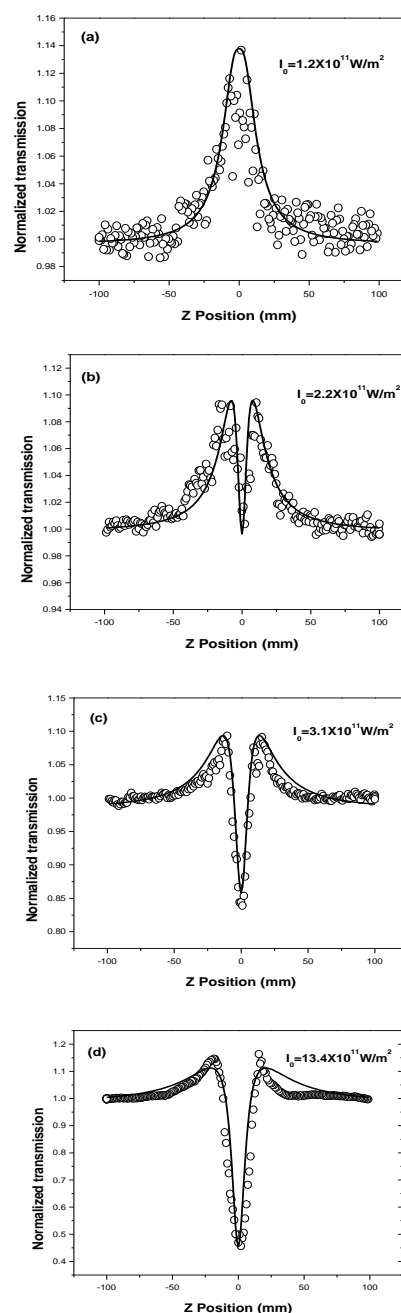 1.16
(a)
I0=1.2X10^11W/m^2
1.14
1.12
1.10
1.08
1.06
1.04
1.02
1.00
0.98
Normalized transmission
-100 -50 0 50 100
Z Position (mm)
1.12
(b)
I0=2.2X10^11W/m^2
1.10
1.08
1.06
1.04
1.02
1.00
0.98
0.96
0.94
Normalized transmission
-100 -50 0 50 100
Z Position (mm)
1.15
(c)
I0=3.1X10^11W/m^2
1.10
1.05
1.00
0.95
0.90
0.85
0.80
Normalized transmission
-100 -50 0 50 100
Z Position (mm)
1.2
(d)
I0=13.4X10^11W/m^2
1.1
1.0
0.9
0.8
0.7
0.6
0.5
0.4
Normalized transmission
-100 -50 0 50 100
Z Position (mm)